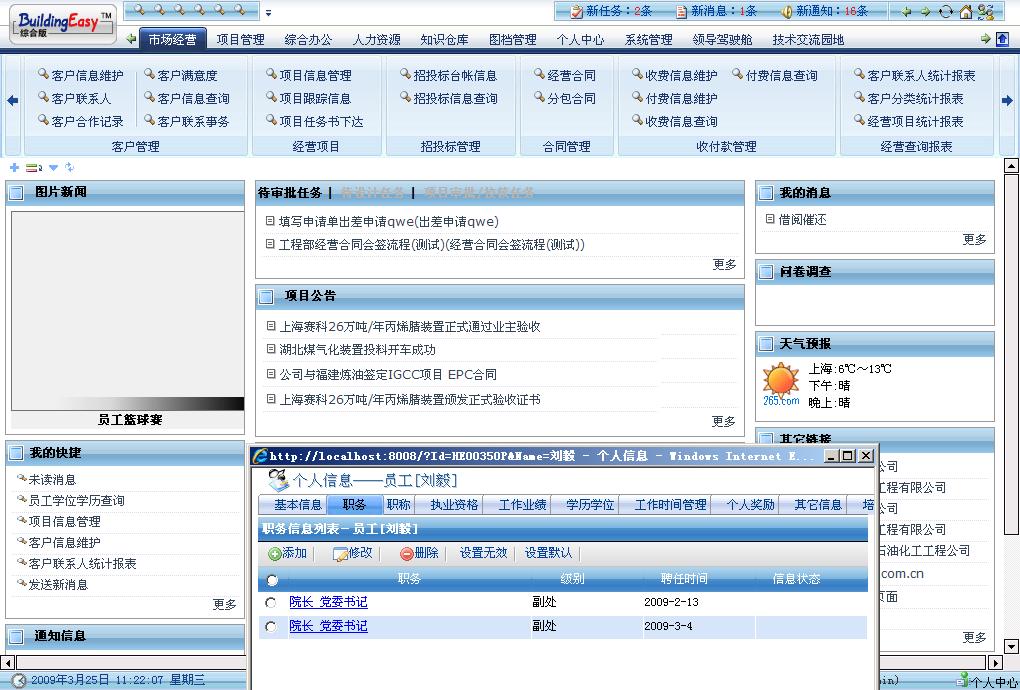 BuildingEasy™
综合版
新任务：2条 新消息：1条 新通知：18条
市场经营 项目管理 综合办公 人力资源 知识仓库 图档管理 个人中心 系统管理 领导驾驶舱 技术交流园地
客户信息维护 客户满意度
客户联系人 客户信息查询
客户合作记录 客户联系事务
客户管理
项目信息管理
项目跟踪信息
项目任务书下达
经营项目
招投标台帐信息
招投标信息查询
招投标管理
经营合同
分包合同
合同管理
收费信息维护 付费信息查询
付费信息维护
收费信息查询
收付款管理
客户联系人统计报表
客户分类统计报表
经营项目统计报表
经营查询报表
图片新闻
员工篮球赛
我的快捷
未读消息
员工学位学历查询
项目信息管理
客户信息维护
客户联系人统计报表
发送新消息
更多
通知信息
待审批任务 | 待设计任务 | 项目审批/校核任务
填写申请单出差申请qwe(出差申请qwe)
工程部经营合同会签流程(测试)(经营合同会签流程(测试))
更多
项目公告
上海赛科26万吨/年丙烯腈装置正式通过业主验收
湖北煤气化装置投料开车成功
公司与福建炼油签定IGCC项目 EPC合同
上海赛科26万吨/年丙烯腈装置颁发正式验收证书
更多
我的消息
借阅催还
更多
问卷调查
天气预报
上海:6℃～13℃
下午:晴
晚上:晴
265.com
其它链接
公司
工程有限公司
公司
工程有限公司
石油化工工程公司
com.cn
页面
更多
http://localhost:8008/?Id=HE00350P&Name=刘毅 - 个人信息 - Windows Internet E...
个人信息——员工[刘毅]
基本信息 职务 职称 执业资格 工作业绩 学历学位 工作时间管理 个人奖励 其它信息 培
职务信息列表－员工[刘毅]
添加 修改 删除 设置无效 设置默认
职务 级别 聘任时间 信息状态
院长 党委书记 副处 2009-2-13
院长 党委书记 副处 2009-3-4
2009年3月25日 11:22:07 星期三
in) 个人中心